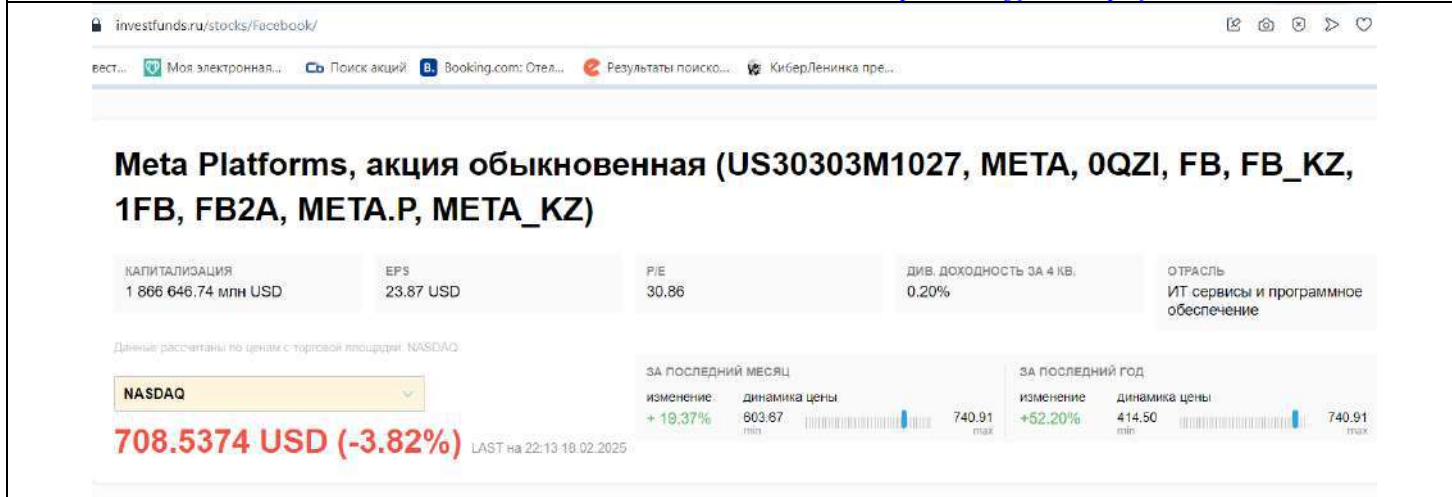 investfunds.ru/stocks/Facebook/
вест... Моя электронная... Сь Поиск акций B. Booking.com: Отел... Результаты поиско... КиберЛенинка пре...
Meta Platforms, акция обыкновенная (US30303M1027, META, 0QZI, FB, FB_KZ,
1FB, FB2A, META.P, META_KZ)
КАПИТАЛИЗАЦИЯ EPS P/E ДИВ. ДОХОДНОСТЬ ЗА 4 КВ. ОТРАСЛЬ
1 866 646.74 млн USD 23.87 USD 30.86 0.20% ИТ сервисы и программное
обеспечение
Данные рассчитаны по ценам с торговой площадки: NASDAQ
ЗА ПОСЛЕДНИЙ МЕСЯЦ ЗА ПОСЛЕДНИЙ ГОД
NASDAQ
изменение динамика цены изменение динамика цены
+ 19.37% 603.67 740.91 +52.20% 414.50 740.91
min max min max
708.5374 USD (-3.82%) LAST на 22:13 18.02.2025